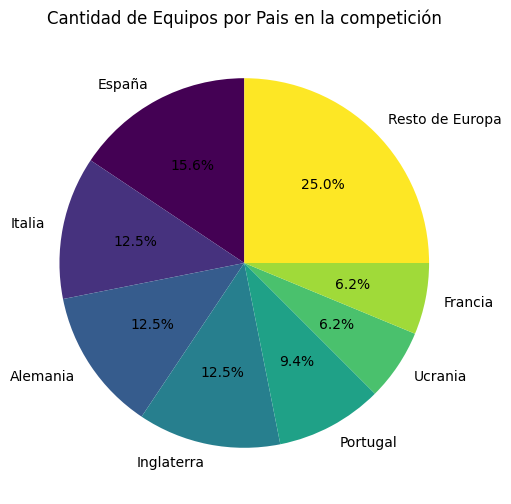 Cantidad de Equipos por Pais en la competición
España
Resto de Europa
15.6%
25.0%
Italia
12.5%
Francia
6.2%
Alemania
12.5%
Ucrania
6.2%
Inglaterra
12.5%
Portugal
9.4%